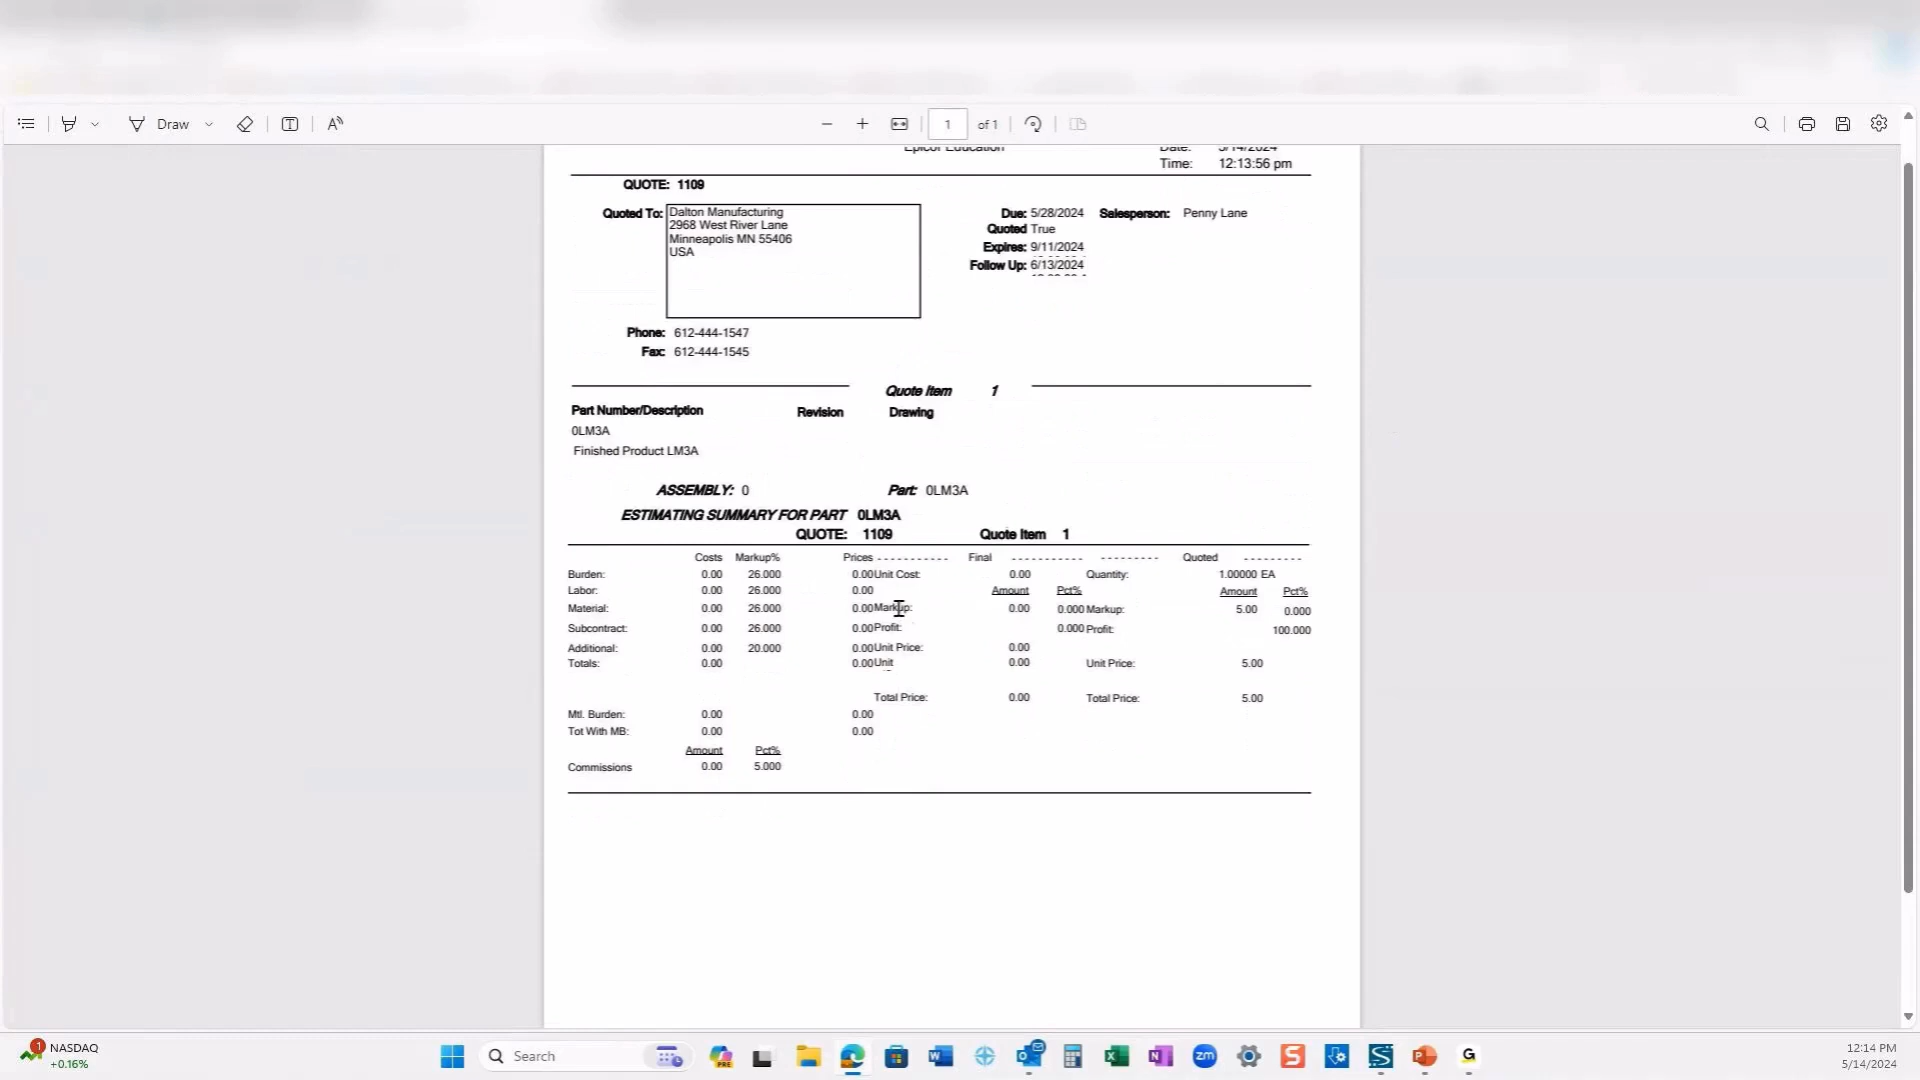 Draw
1
of 1
Epicor Education
Date: 5/14/2024
Time: 12:13:56 pm
QUOTE: 1109
Quoted To: Dalton Manufacturing
2968 West River Lane
Minneapolis MN 55406
USA
Due: 5/28/2024 Salesperson: Penny Lane
Quoted True
Expires: 9/11/2024
Follow Up: 6/13/2024
Phone: 612-444-1547
Fax: 612-444-1545
Quote Item 1
Part Number/Description Revision Drawing
0LM3A
Finished Product LM3A
ASSEMBLY: 0 Part: 0LM3A
ESTIMATING SUMMARY FOR PART 0LM3A
QUOTE: 1109 Quote Item 1
Costs Markup% Prices - - - - - - - - - - - Final - - - - - - - - - - - - - - - - - - - Quoted - - - - - - - - -
Burden: 0.00 26.000 0.00 Unit Cost: 0.00 Quantity: 1.00000 EA
Labor: 0.00 26.000 0.00 Amount Pct% Amount Pct%
Material: 0.00 26.000 0.00 Markup: 0.00 0.000 Markup: 5.00 0.000
Subcontract: 0.00 26.000 0.00 Profit: 0.000 Profit: 100.000
Additional: 0.00 20.000 0.00 Unit Price: 0.00
Totals: 0.00 0.00 Unit 0.00 Unit Price: 5.00
Total Price: 0.00 Total Price: 5.00
Mtl. Burden: 0.00 0.00
Tot With MB: 0.00 0.00
Amount Pct%
Commissions 0.00 5.000
1
NASDAQ
+0.16%
Search
PRE
zm
12:14 PM
5/14/2024